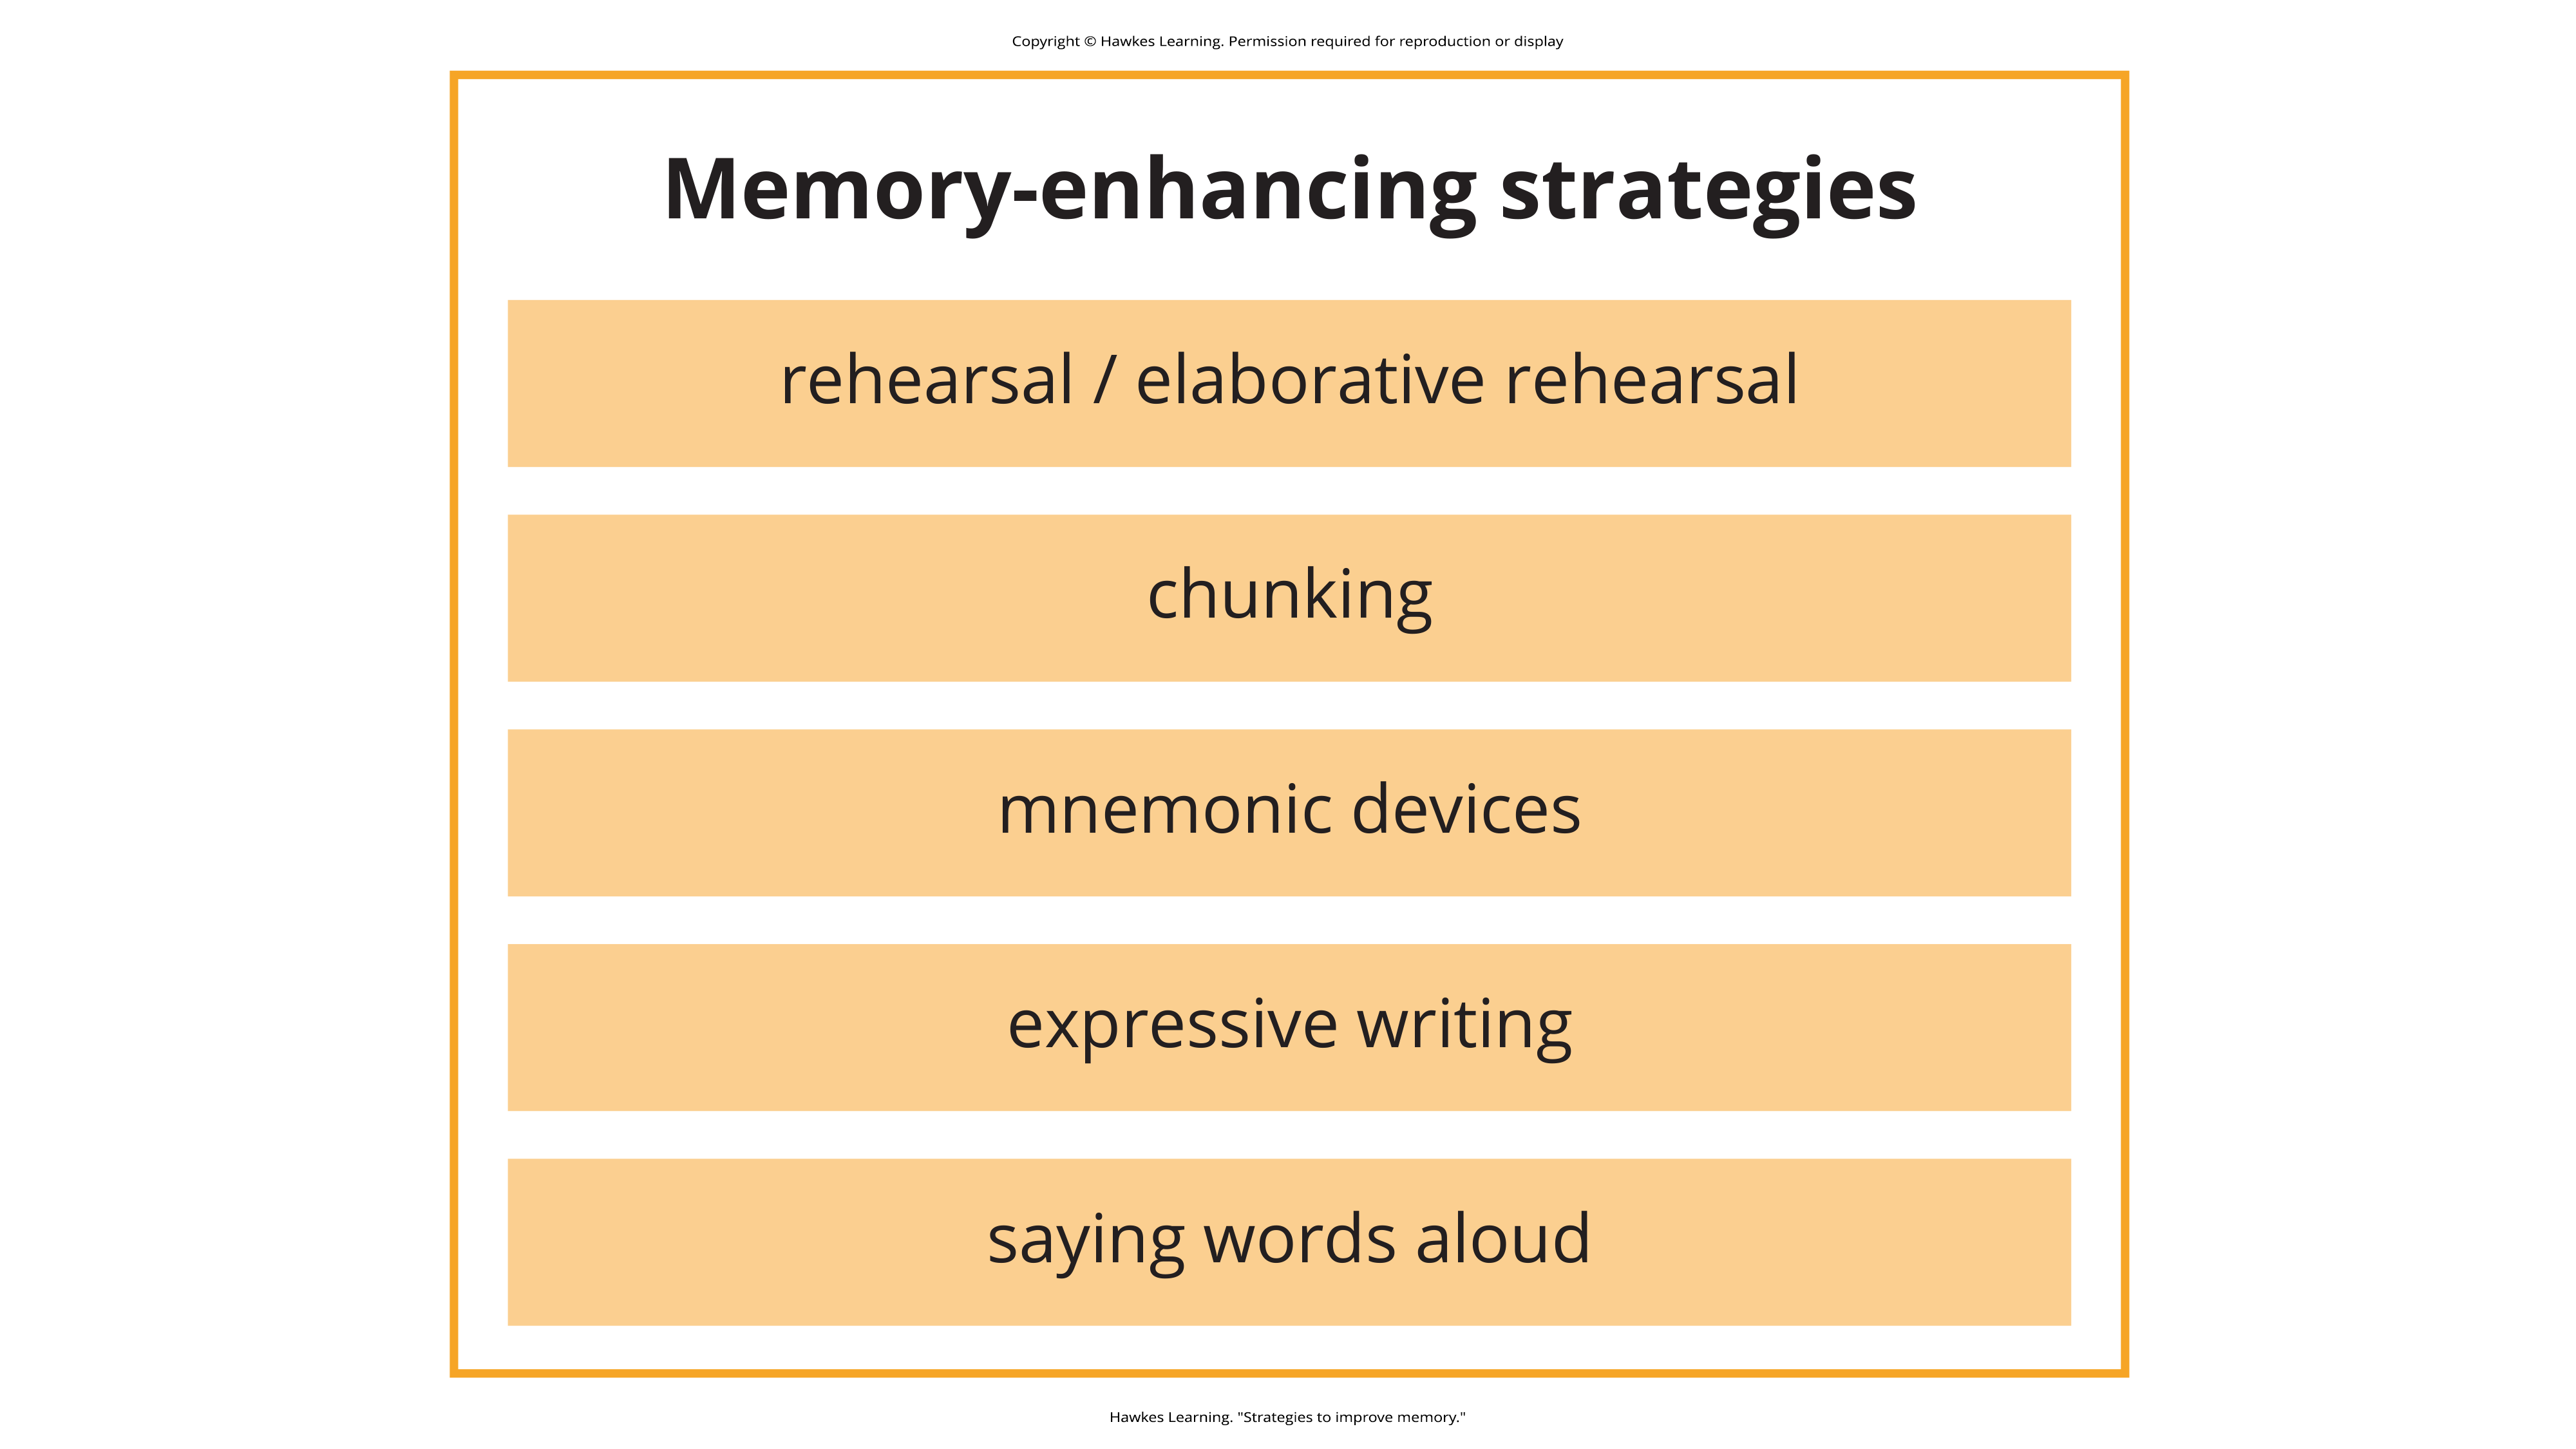 Copyright © Hawkes Learning. Permission required for reproduction or display
Memory-enhancing strategies
rehearsal / elaborative rehearsal
chunking
mnemonic devices
expressive writing
saying words aloud
Hawkes Learning. "Strategies to improve memory."